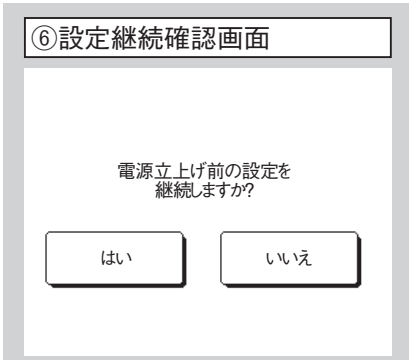 ⑥設定継続確認画面
電源立上げ前の設定を
継続しますか?
はい
いいえ